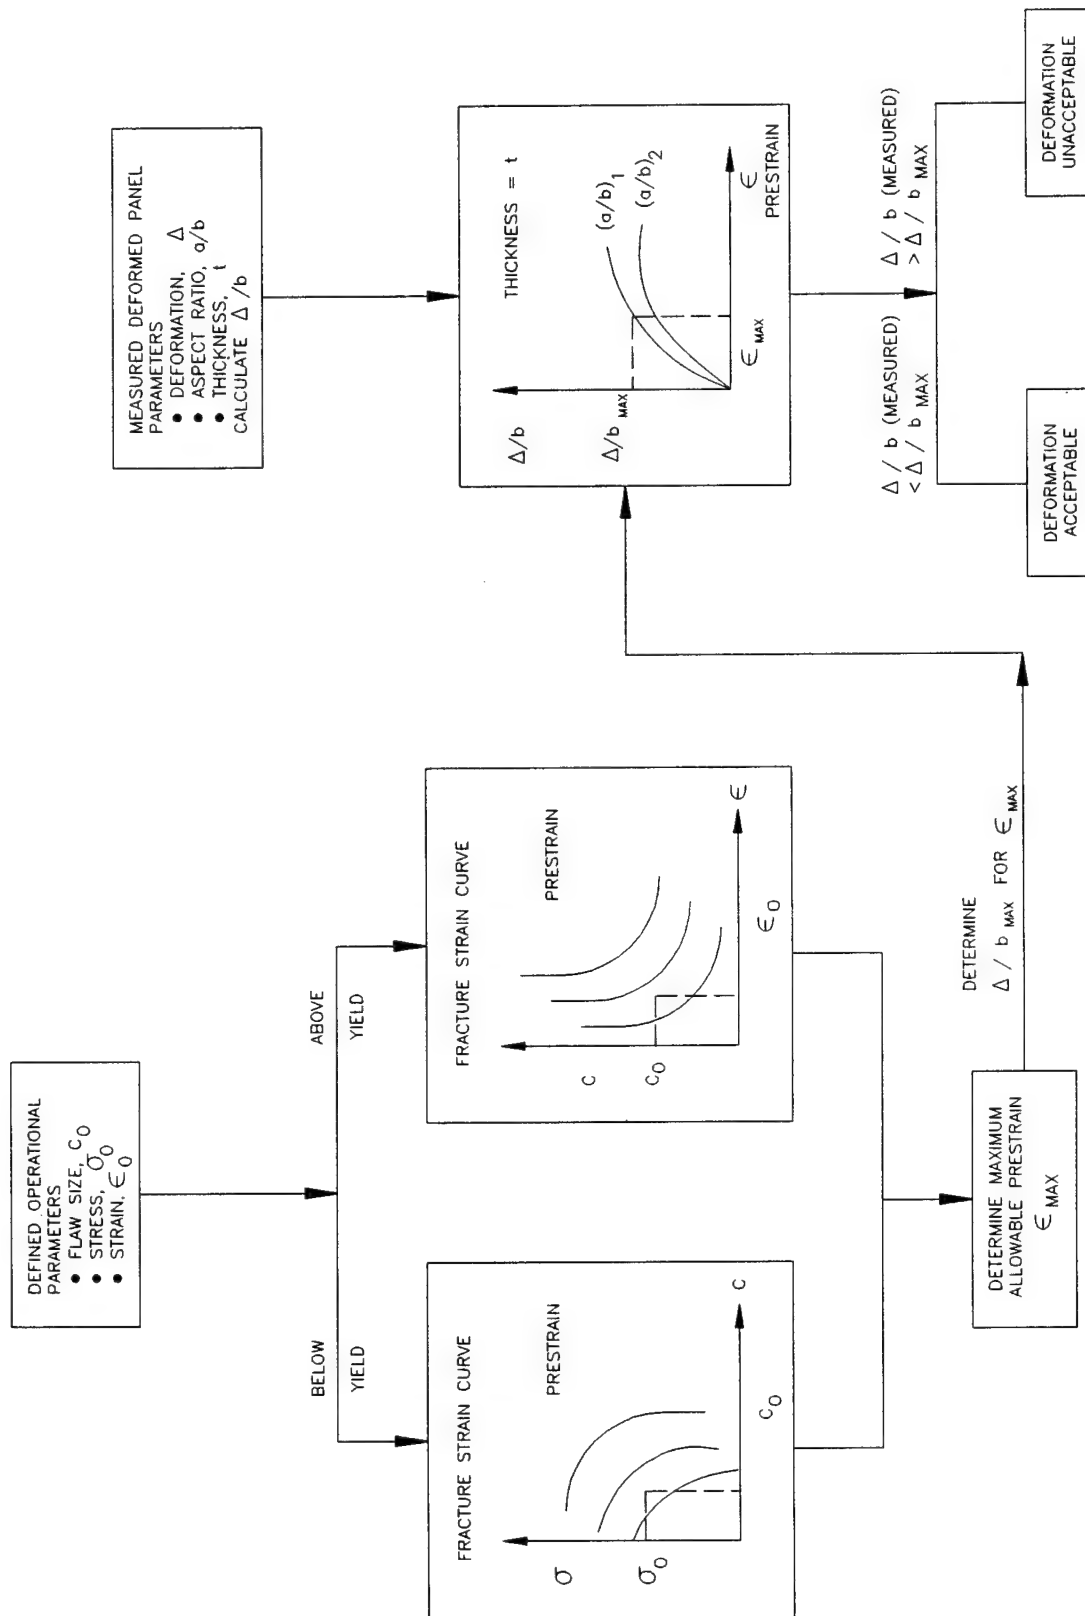 DEFINED OPERATIONAL
PARAMETERS
• FLAW SIZE, C₀
• STRESS, σ₀
• STRAIN, ϵ₀
BELOW
YIELD
ABOVE
YIELD
FRACTURE STRAIN CURVE
PRESTRAIN
σ
σ₀
C₀
C
FRACTURE STRAIN CURVE
PRESTRAIN
C
C₀
ϵ₀
ϵ
DETERMINE MAXIMUM
ALLOWABLE PRESTRAIN
ϵ MAX
DETERMINE
Δ / b MAX FOR ϵ MAX
MEASURED DEFORMED PANEL
PARAMETERS
• DEFORMATION, Δ
• ASPECT RATIO, a/b
• THICKNESS, t
CALCULATE Δ/b
THICKNESS = t
Δ/b
Δ/b MAX
(a/b)₁
(a/b)₂
ϵ MAX
ϵ
PRESTRAIN
Δ / b (MEASURED)
< Δ / b MAX
Δ / b (MEASURED)
> Δ / b MAX
DEFORMATION
ACCEPTABLE
DEFORMATION
UNACCEPTABLE